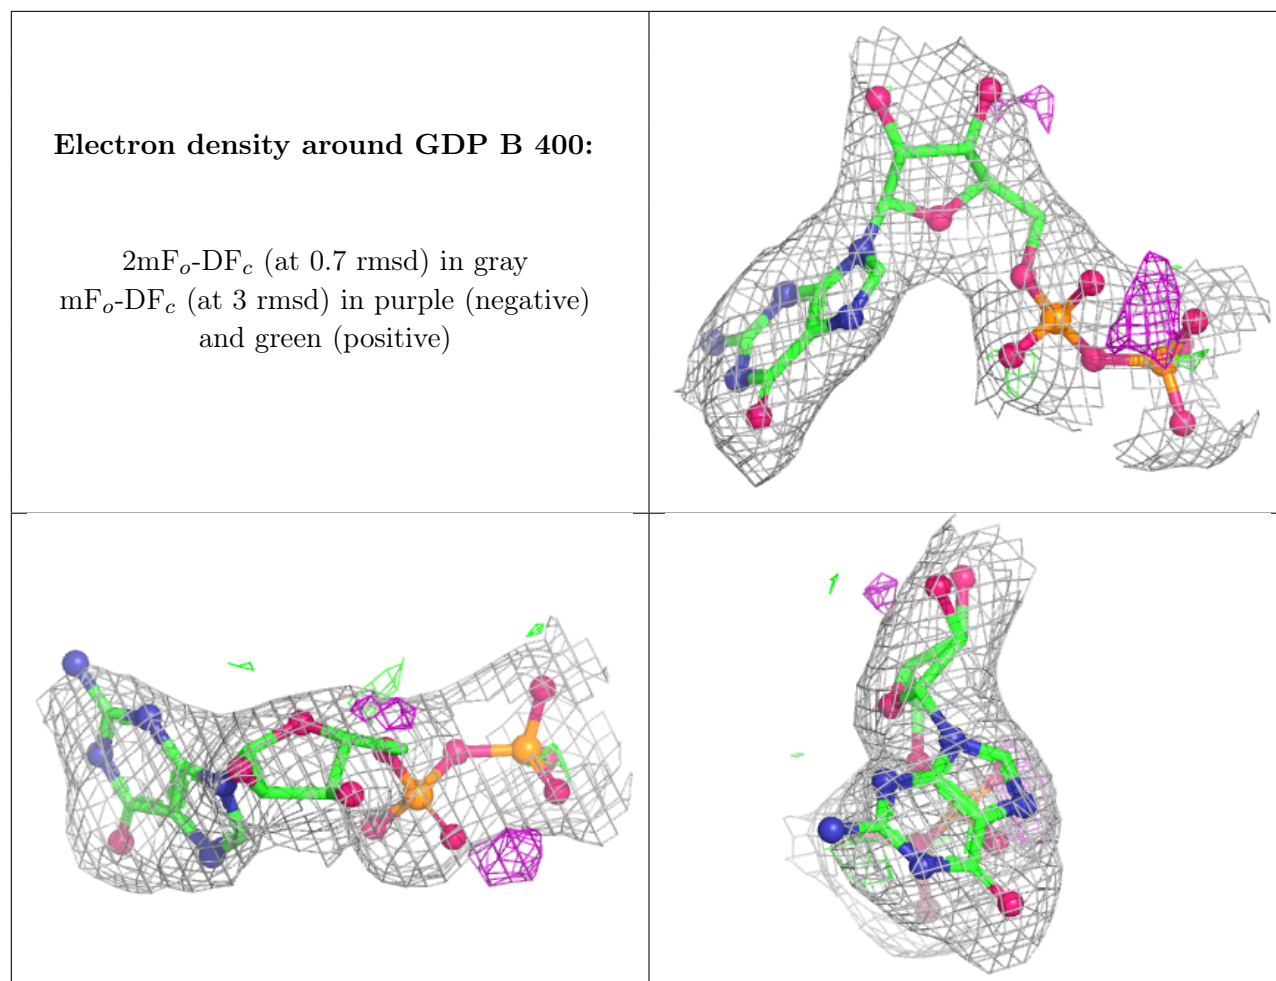 Electron density around GDP B 400:
2mFo-DFc (at 0.7 rmsd) in gray
mFo-DFc (at 3 rmsd) in purple (negative)
and green (positive)